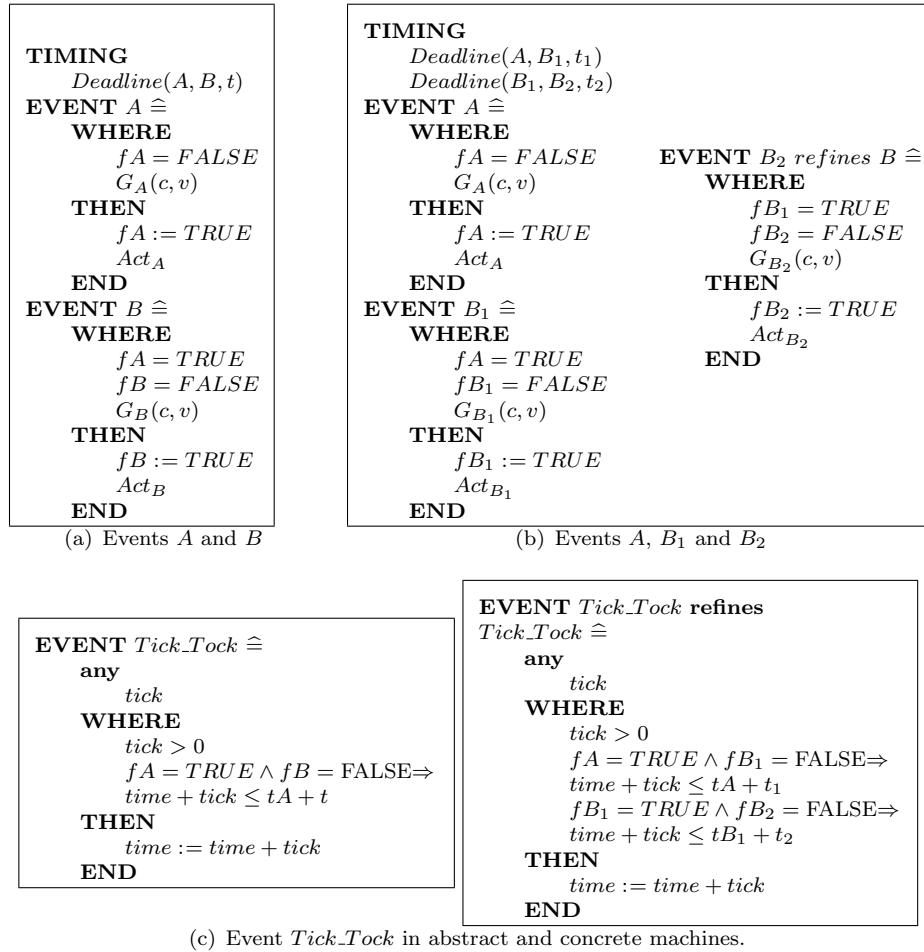 TIMING
Deadline(A, B, t)
EVENT A ≙
WHERE
fA = FALSE
G_A(c, v)
THEN
fA := TRUE
Act_A
END
EVENT B ≙
WHERE
fA = TRUE
fB = FALSE
G_B(c, v)
THEN
fB := TRUE
Act_B
END
(a) Events A and B
TIMING
Deadline(A, B_1, t_1)
Deadline(B_1, B_2, t_2)
EVENT A ≙
WHERE
fA = FALSE
G_A(c, v)
THEN
fA := TRUE
Act_A
END
EVENT B_1 ≙
WHERE
fA = TRUE
fB_1 = FALSE
G_{B_1}(c, v)
THEN
fB_1 := TRUE
Act_{B_1}
END
EVENT B_2 refines B ≙
WHERE
fB_1 = TRUE
fB_2 = FALSE
G_{B_2}(c, v)
THEN
fB_2 := TRUE
Act_{B_2}
END
(b) Events A, B_1 and B_2
EVENT Tick_Tock ≙
any
tick
WHERE
tick > 0
fA = TRUE ∧ fB = FALSE⇒
time + tick ≤ tA + t
THEN
time := time + tick
END
EVENT Tick_Tock refines
Tick_Tock ≙
any
tick
WHERE
tick > 0
fA = TRUE ∧ fB_1 = FALSE⇒
time + tick ≤ tA + t_1
fB_1 = TRUE ∧ fB_2 = FALSE⇒
time + tick ≤ tB_1 + t_2
THEN
time := time + tick
END
(c) Event Tick_Tock in abstract and concrete machines.